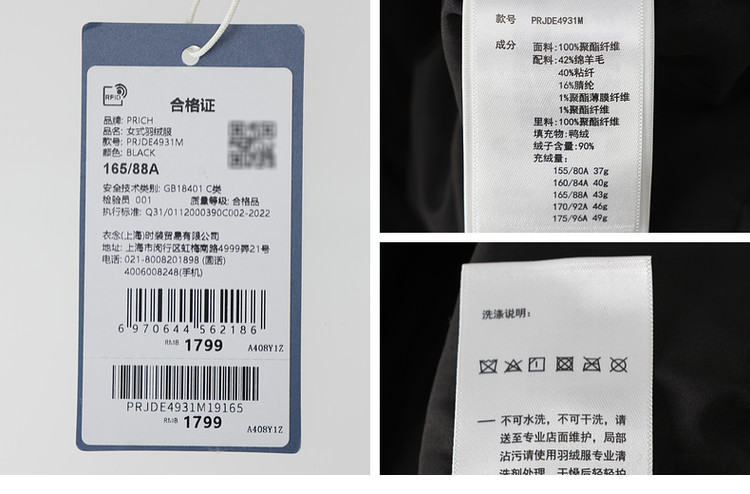 RFID
合格证
品牌: PRICH
品名: 女式羽绒服
款号: PRJDE4931M
颜色: BLACK
165/88A
安全技术类别: GB18401 C类
检验员 001 质量等级: 合格品
执行标准: Q31/0112000390C002-2022
衣念(上海)时装贸易有限公司
地址: 上海市闵行区虹梅南路4999弄21号
电话: 021-8008201898 (固话)
4006008248(手机)
6 970644 562186
RMB 1799 A408Y1Z
PRJDE4931M19165
RMB 1799
A408Y1Z
款号 PRJDE4931M
成分 面料:100%聚酯纤维
配料:42%绵羊毛
40%粘纤
16%腈纶
1%聚酯薄膜纤维
1%聚酯纤维
里料:100%聚酯纤维
填充物:鸭绒
绒子含量:90%
充绒量:
155/80A 37g
160/84A 40g
165/88A 43g
170/92A 46g
175/96A 49g
洗涤说明:
— 不可水洗，不可干洗，请
送至专业店面维护，局部
沾污请使用羽绒服专业清
洗剂处理，干燥后轻轻护